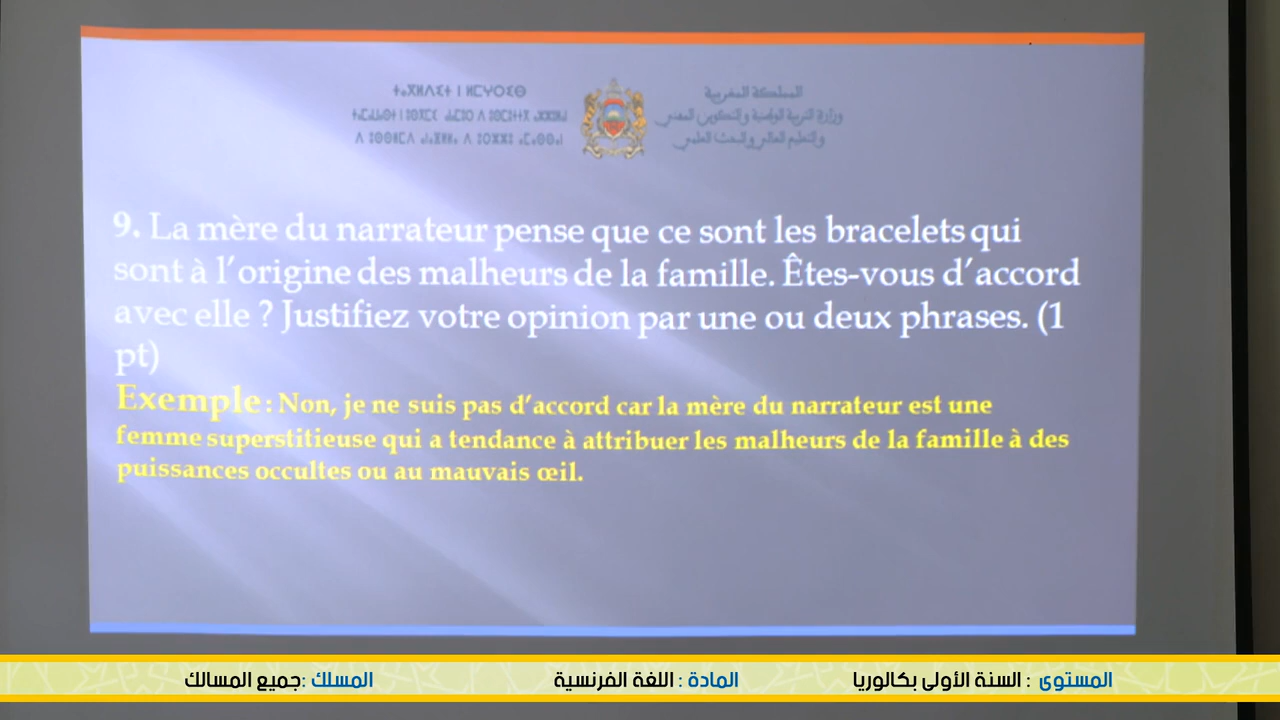 المملكة المغربية
وزارة التربية الوطنية والتكوين المهني
والتعليم العالي والبحث العلمي
9. La mère du narrateur pense que ce sont les bracelets qui
sont à l’origine des malheurs de la famille. Êtes-vous d’accord
avec elle ? Justifiez votre opinion par une ou deux phrases. (1
pt)
Exemple : Non, je ne suis pas d’accord car la mère du narrateur est une
femme superstitieuse qui a tendance à attribuer les malheurs de la famille à des
puissances occultes ou au mauvais œil.
المستوى : السنة الأولى بكالوريا المادة : اللغة الفرنسية المسلك :جميع المسالك